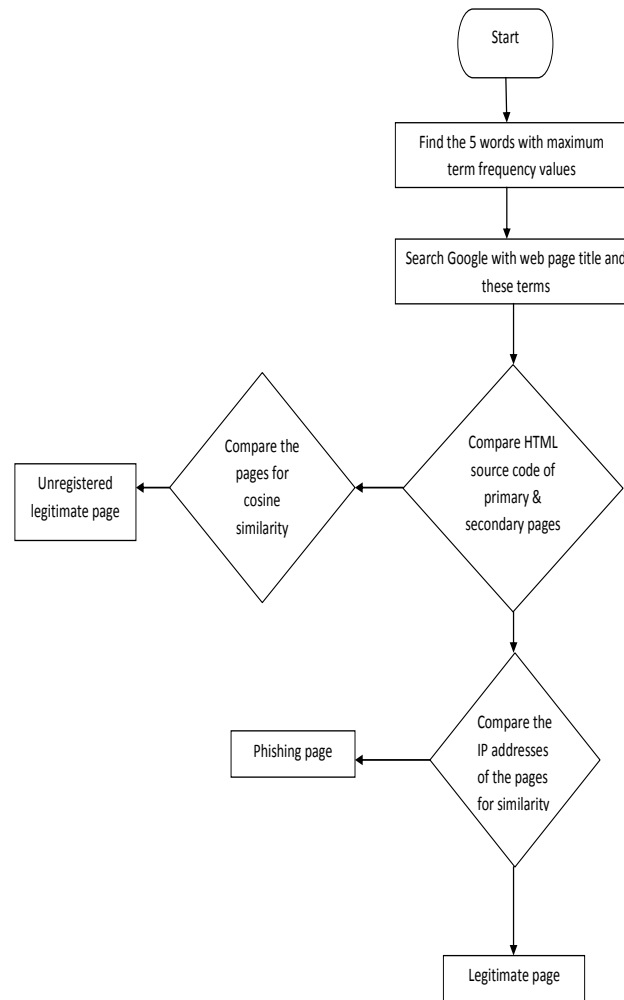 Start
Find the 5 words with maximum
term frequency values
Search Google with web page title and
these terms
Compare HTML
source code of
primary &
secondary pages
Compare the
pages for
cosine
similarity
Unregistered
legitimate page
Compare the
IP addresses
of the pages
for similarity
Phishing page
Legitimate page